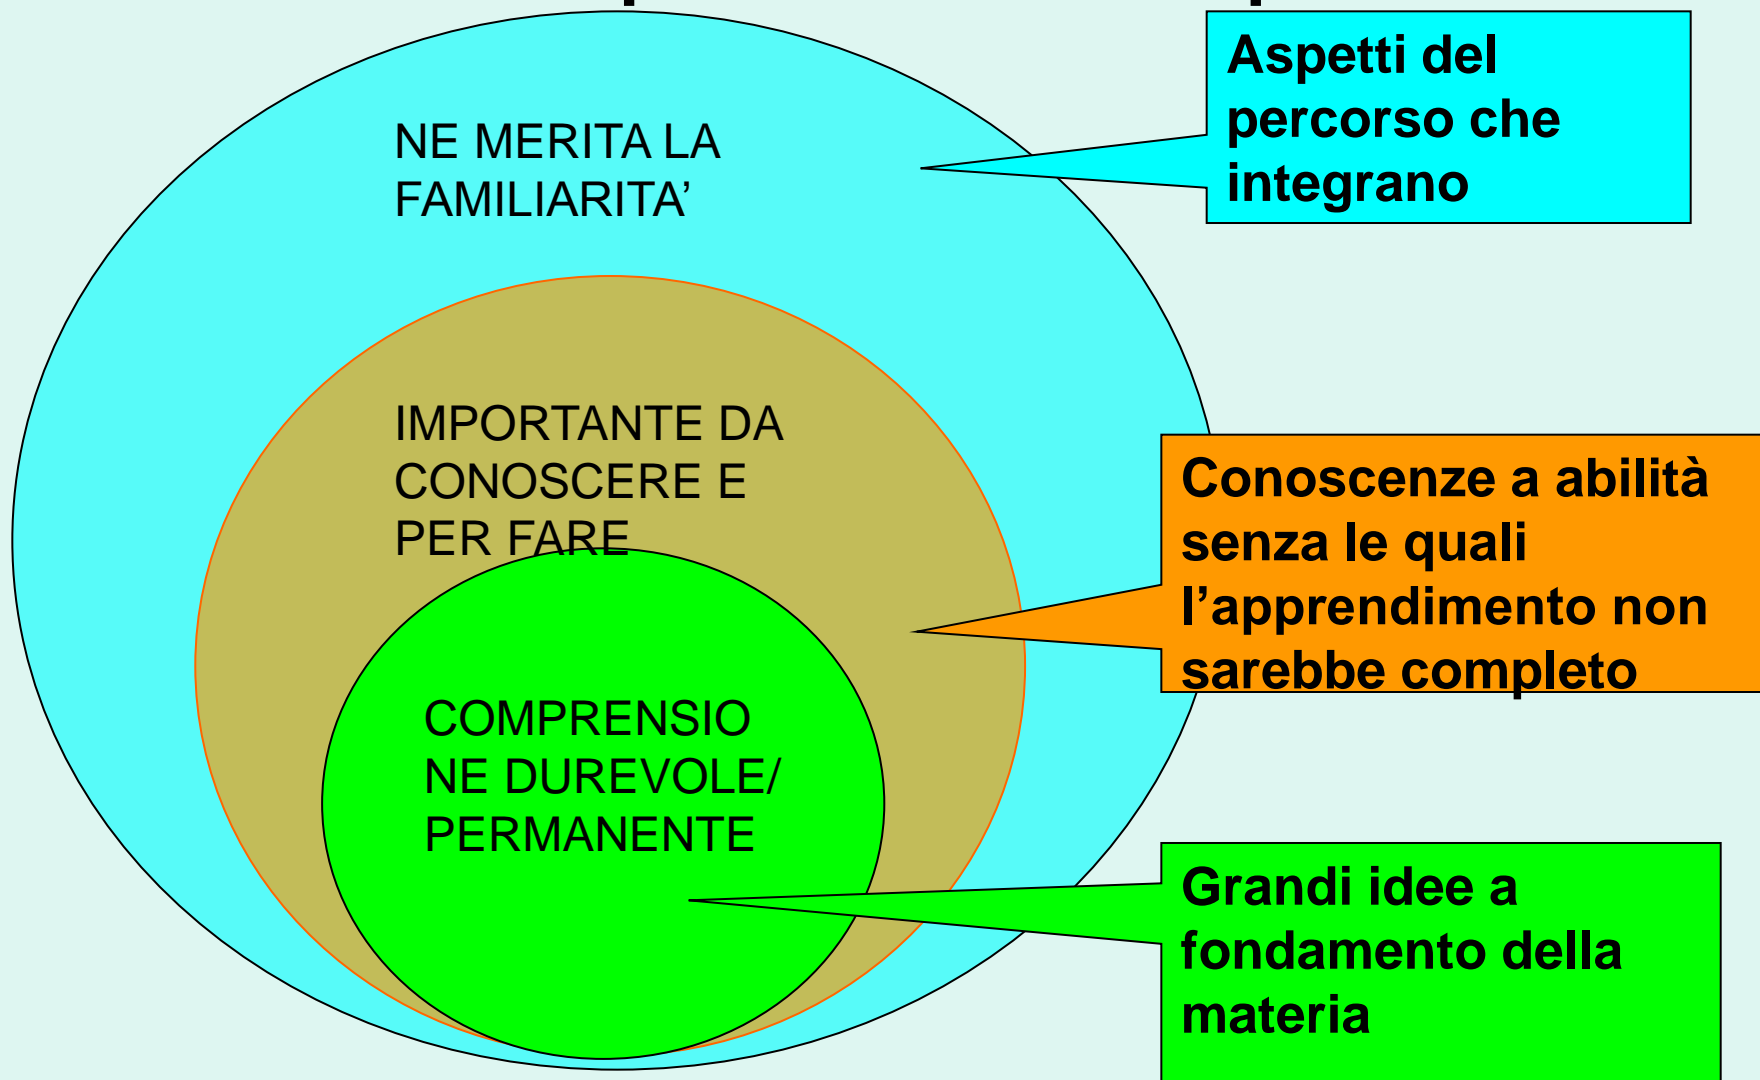 NE MERITA LA
FAMILIARITA’
Aspetti del
percorso che
integrano
IMPORTANTE DA
CONOSCERE E
PER FARE
Conoscenze a abilità
senza le quali
l’apprendimento non
sarebbe completo
COMPRENSIO
NE DUREVOLE/
PERMANENTE
Grandi idee a
fondamento della
materia